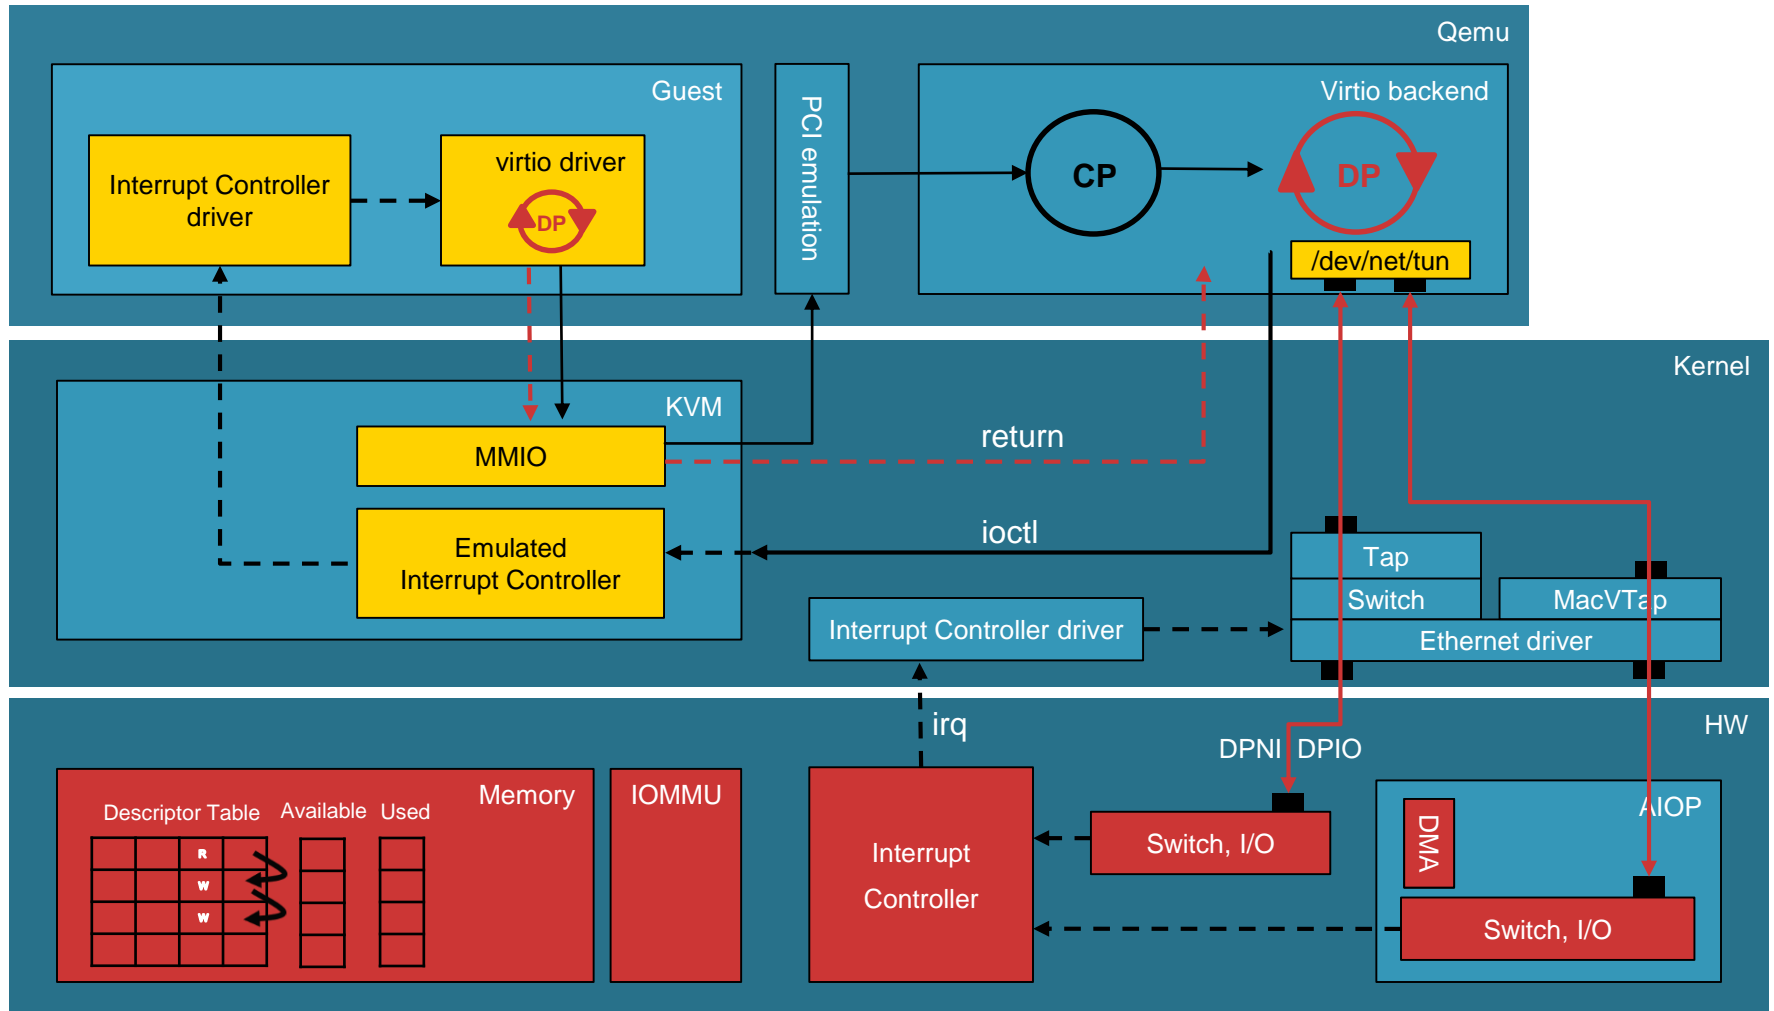 Qemu
Guest
Virtio backend
PCI emulation
Interrupt Controller
driver
virtio driver
DP
CP
DP
/dev/net/tun
Kernel
KVM
MMIO
return
Emulated
Interrupt Controller
ioctl
Tap
Switch
MacVTap
Interrupt Controller driver
Ethernet driver
irq
HW
DPNI
DPIO
Memory
IOMMU
Descriptor Table
Available
Used
R
W
W
Interrupt
Controller
Switch, I/O
AIOP
DMA
Switch, I/O